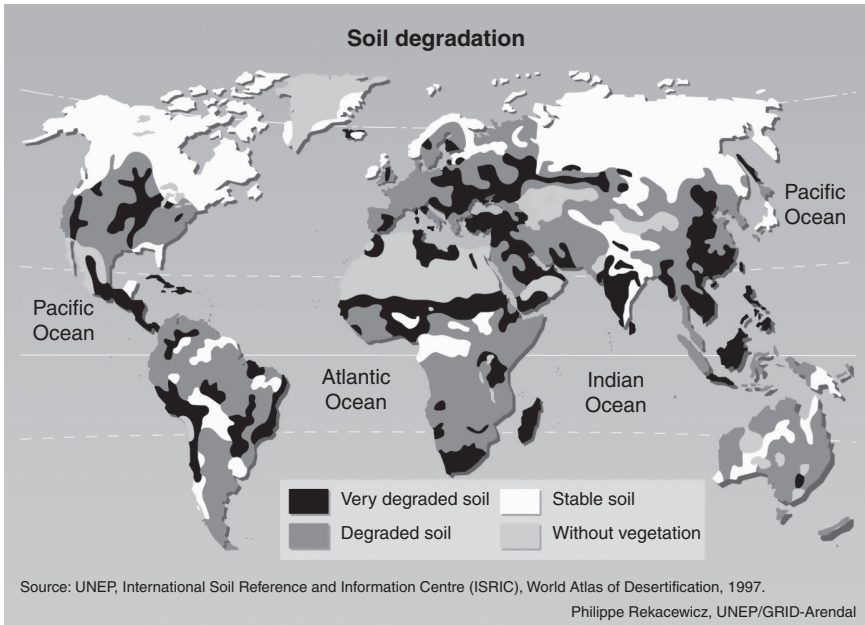 Soil degradation
Pacific
Ocean
Pacific
Ocean
Atlantic
Ocean
Indian
Ocean
Very degraded soil
Stable soil
Degraded soil
Without vegetation
Source: UNEP, International Soil Reference and Information Centre (ISRIC), World Atlas of Desertification, 1997.
Philippe Rekacewicz, UNEP/GRID-Arendal